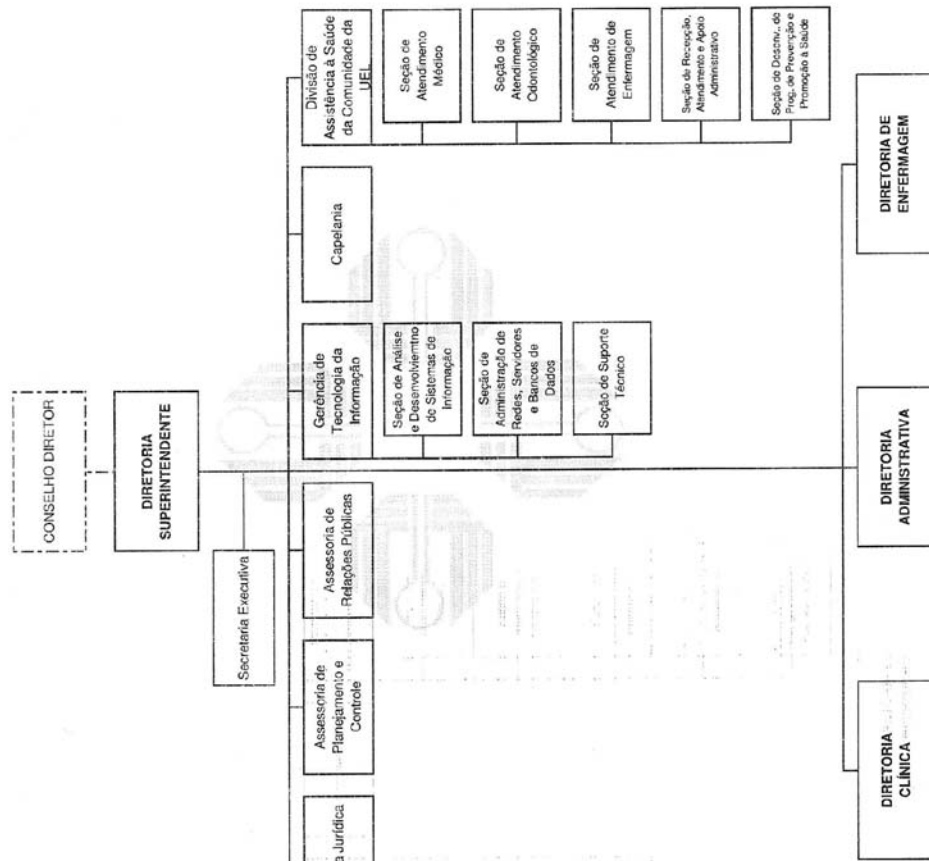 CONSELHO DIRETOR
DIRETORIA
SUPERINTENDENTE
Secretaria Executiva
a Jurídica
Assessoria de
Planejamento e
Controle
Assessoria de
Relações Públicas
Gerência de
Tecnologia da
Informação
Seção de Análise
e Desenvolviemtno
de Sistemas de
Informação
Seção de
Administração de
Redes, Servidores
e Bancos de
Dados
Seção de Suporte
Técnico
Capelania
Divisão de
Assistência à Saúde
da Comunidade da
UEL
Seção de
Atendimento
Médico
Seção de
Atendimento
Odontológico
Seção de
Atendimento de
Enfermagem
Seção de Recepção,
Atendimento e Apoio
Administrativo
Seção de Desenv., de
Prog. de Prevenção e
Promoção à Saúde
DIRETORIA
CLÍNICA
DIRETORIA
ADMINISTRATIVA
DIRETORIA DE
ENFERMAGEM